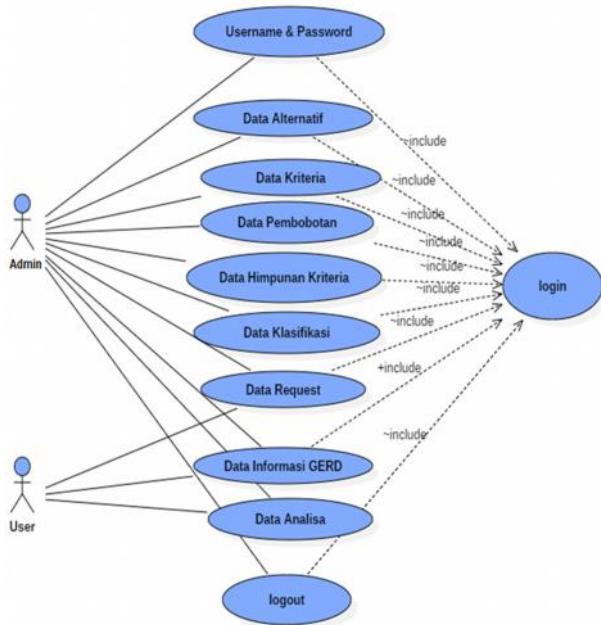 Username & Password
Data Alternatif
~include
~include
Data Kriteria
~include
Data Pembobotan
~include
Admin
~include
Data Himpunan Kriteria
~include
login
Data Klasifikasi
~include
+include
Data Request
~include
Data Informasi GERD
User
Data Analisa
logout